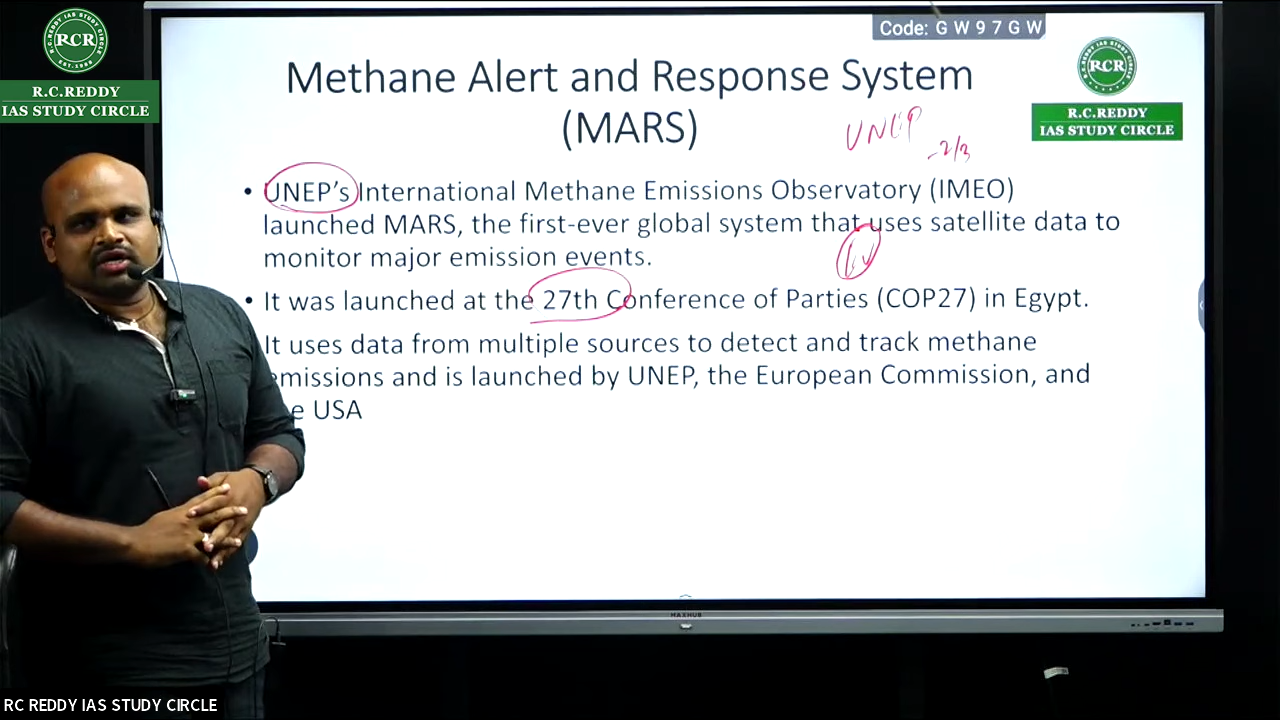 RCR
R.C.REDDY
IAS STUDY CIRCLE
Code: G W 9 7 G W
Methane Alert and Response System
(MARS)
RCR
R.C.REDDY
IAS STUDY CIRCLE
UNEP
-2/3
• UNEP's International Methane Emissions Observatory (IMEO)
launched MARS, the first-ever global system that uses satellite data to
monitor major emission events.
• It was launched at the 27th Conference of Parties (COP27) in Egypt.
It uses data from multiple sources to detect and track methane
emissions and is launched by UNEP, the European Commission, and
e USA
MAXHUB
RC REDDY IAS STUDY CIRCLE